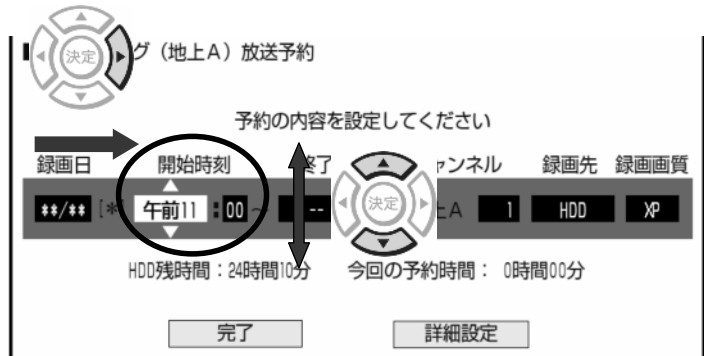 決定
グ（地上A）放送予約
予約の内容を設定してください
録画日 開始時刻 終了 ャンネル 録画先 録画画質
**/** [*] 午前11:00～ -- 決定 A 1 HDD XP
HDD残時間：24時間10分 今回の予約時間： 0時間00分
完了 詳細設定